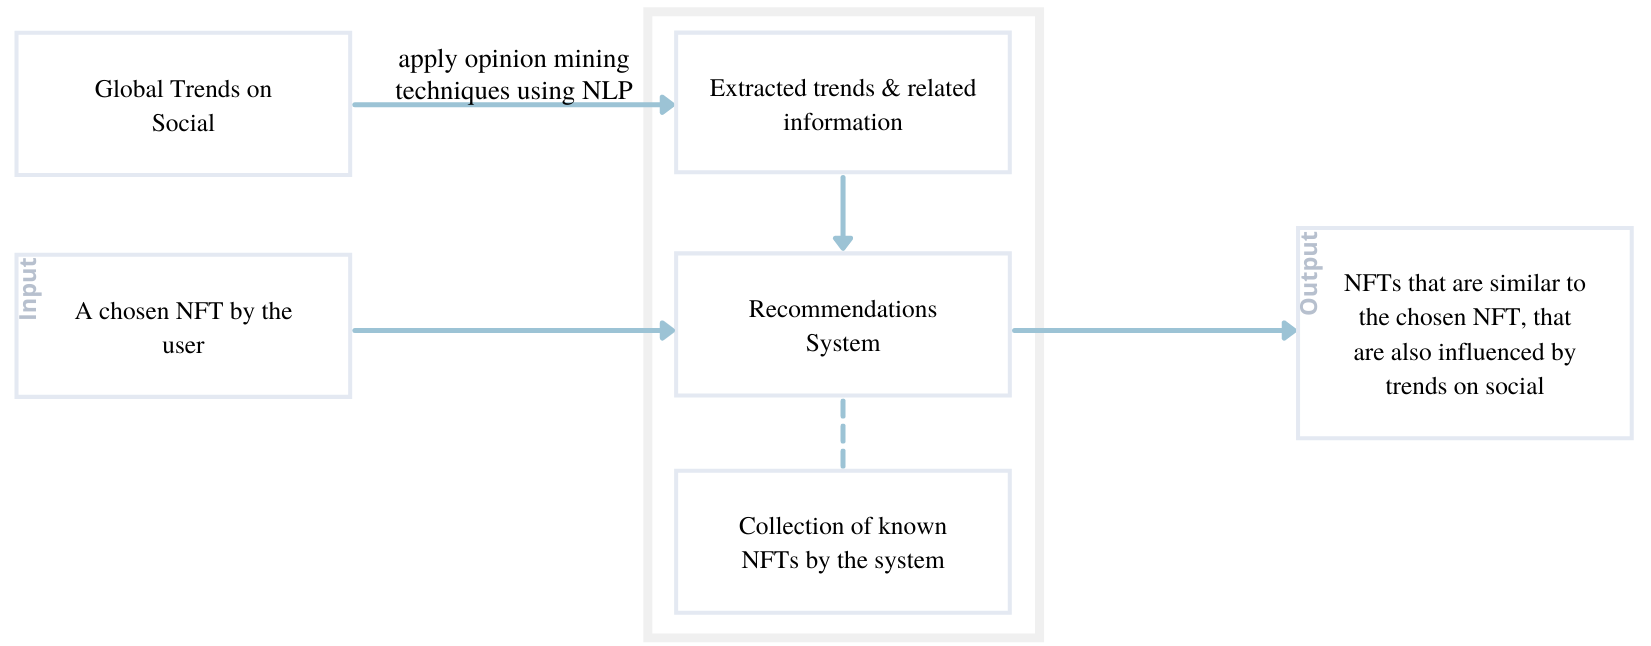 Global Trends on
Social
apply opinion mining
techniques using NLP
Extracted trends & related
information
Input
A chosen NFT by the
user
Recommendations
System
Output
NFTs that are similar to
the chosen NFT, that
are also influenced by
trends on social
Collection of known
NFTs by the system